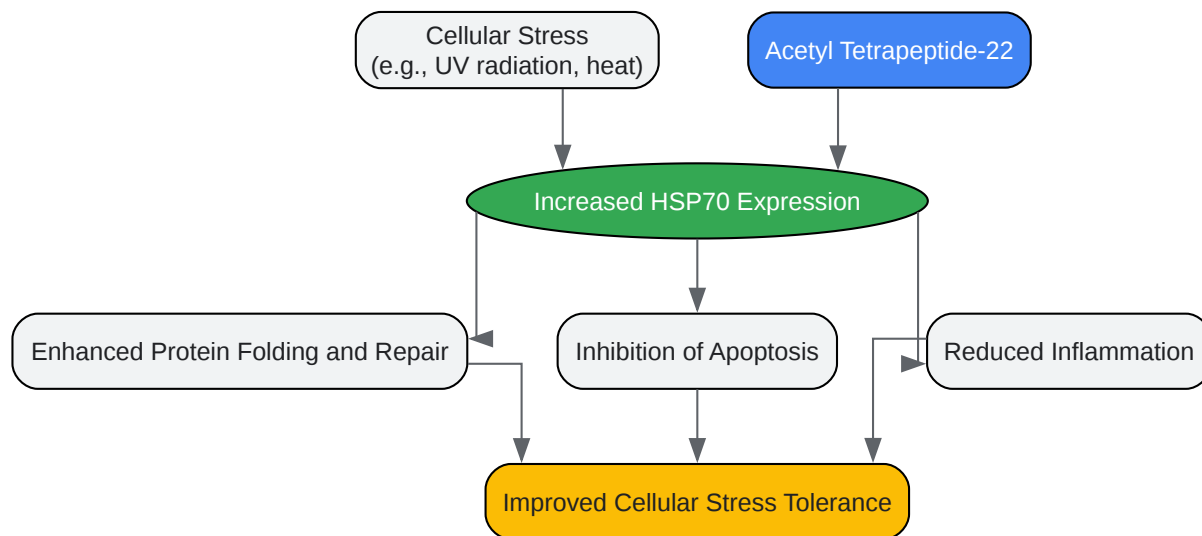 Cellular Stress
(e.g., UV radiation, heat)
Acetyl Tetrapeptide-22
Increased HSP70 Expression
Enhanced Protein Folding and Repair
Inhibition of Apoptosis
Reduced Inflammation
Improved Cellular Stress Tolerance